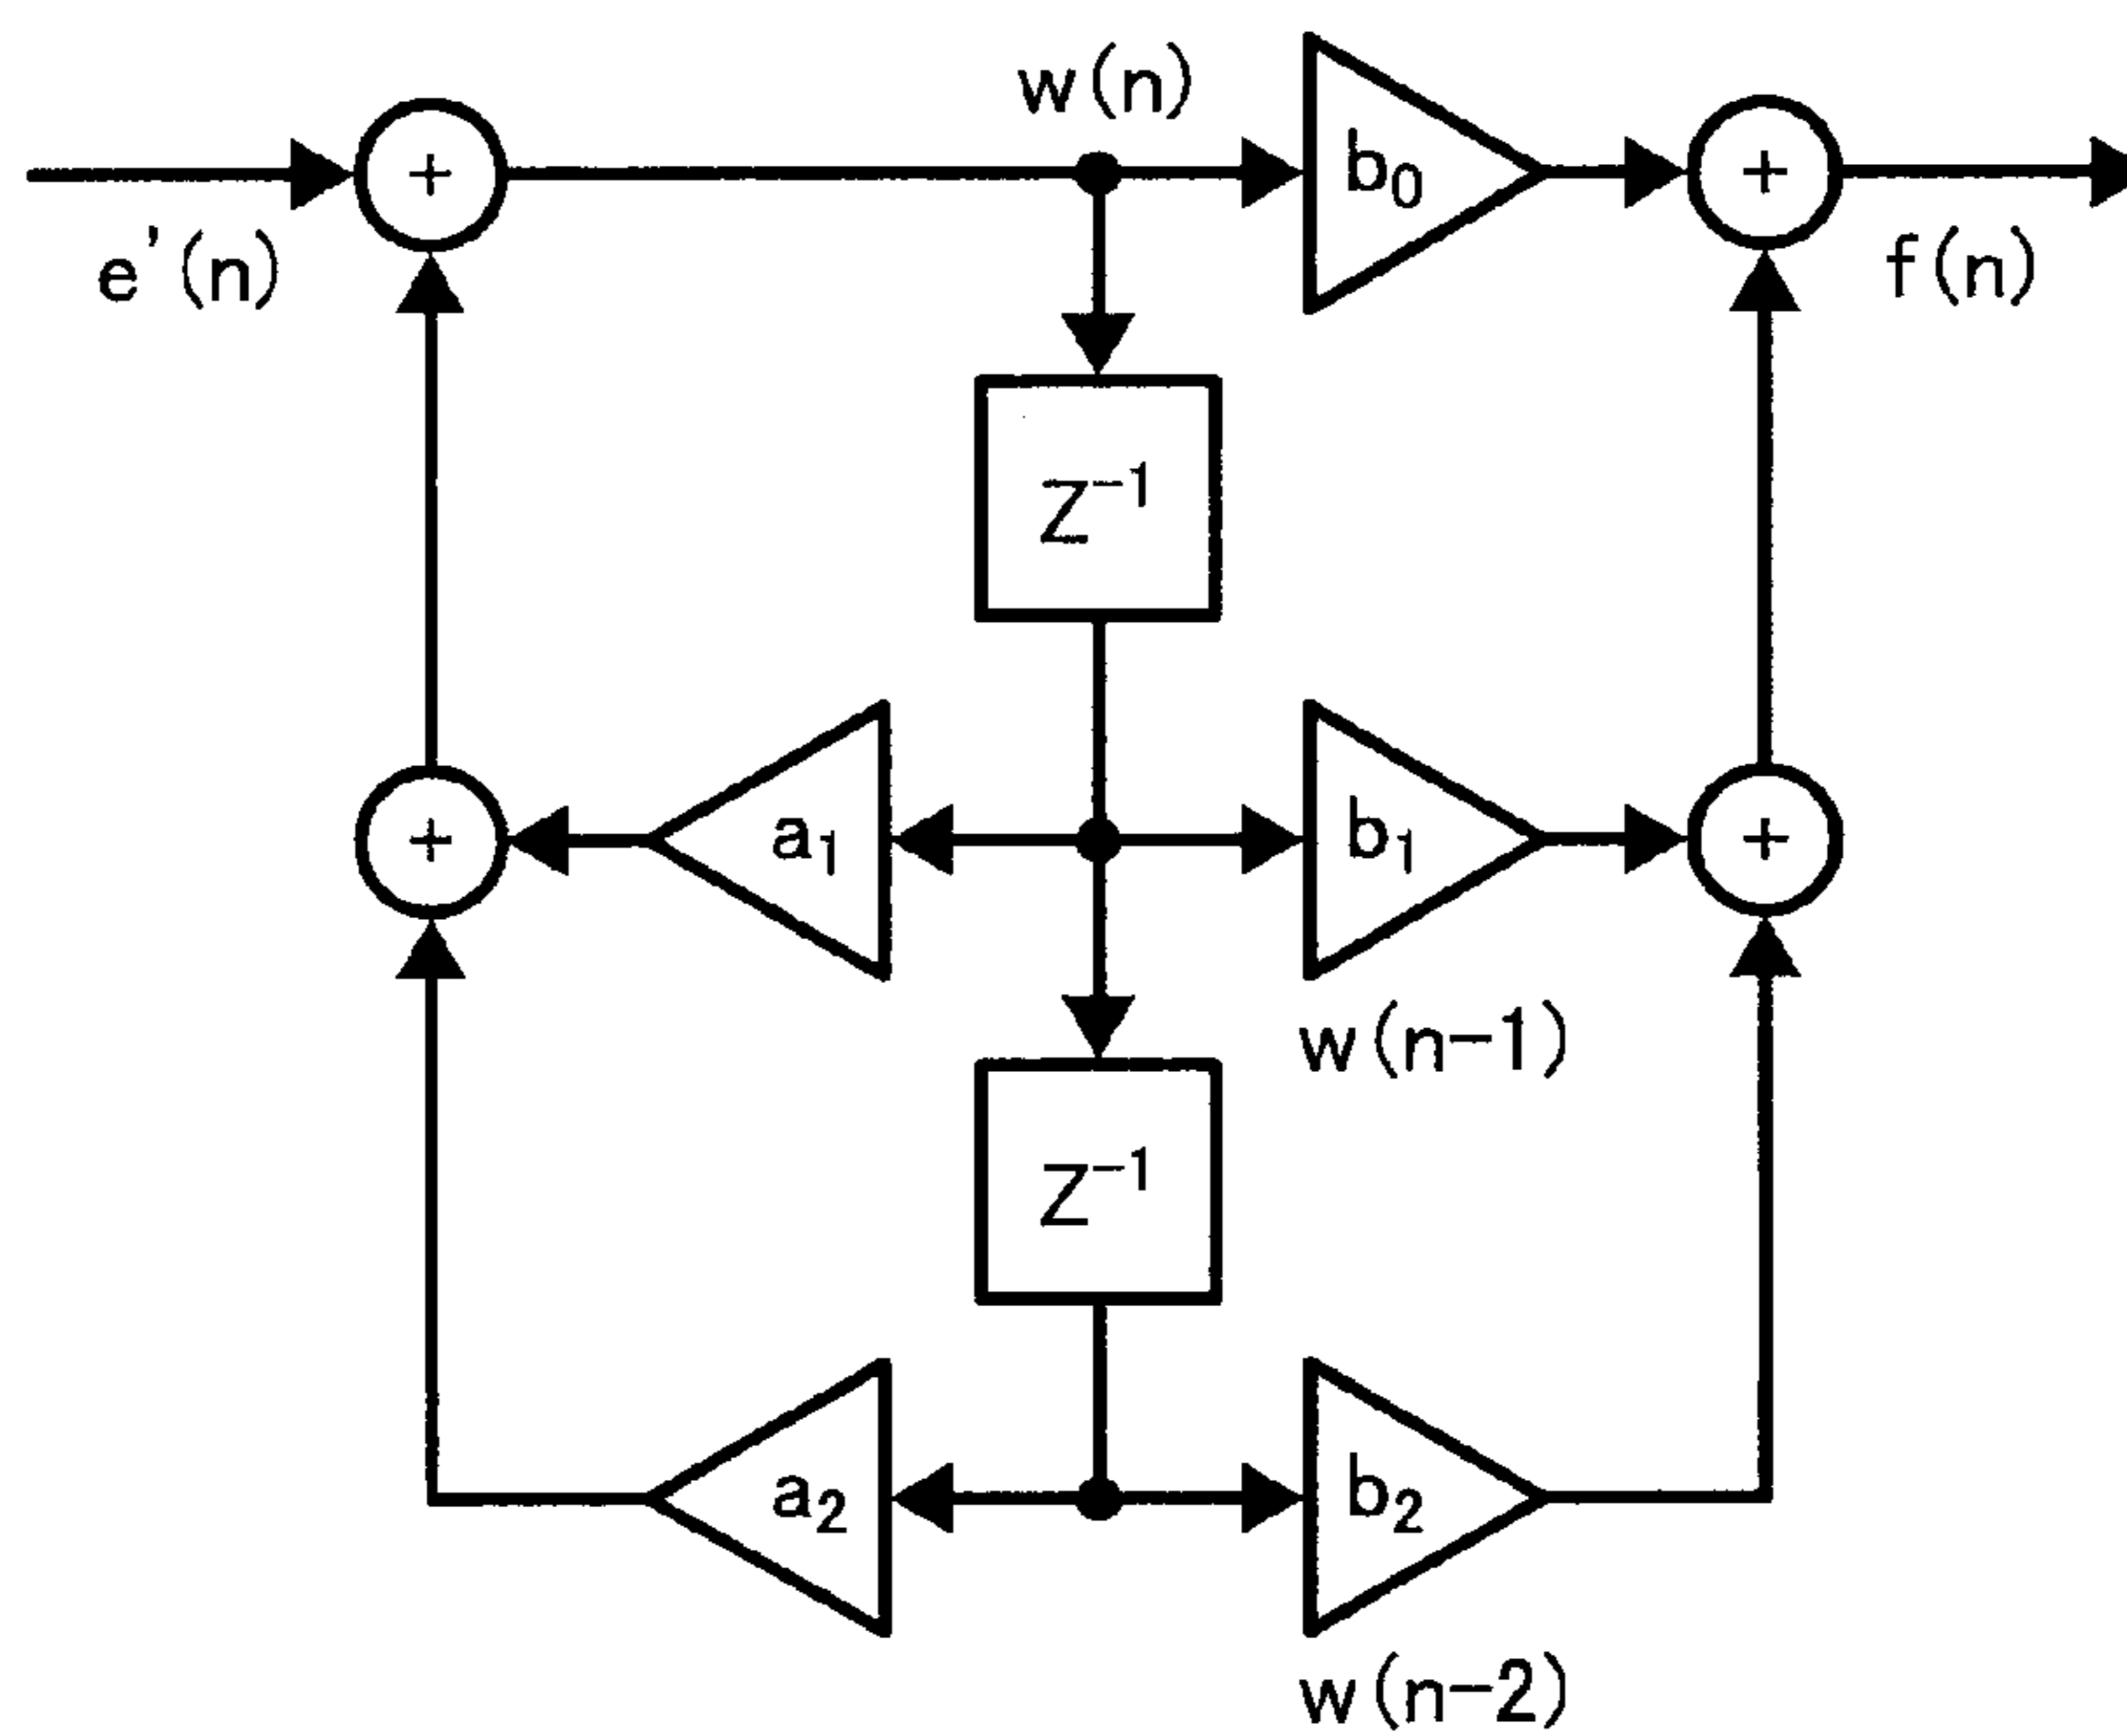 w(n)
+ b₀ +
e'(n) f(n)
Z⁻¹
+ a₁ b₁ +
w(n-1)
Z⁻¹
a₂ b₂
w(n-2)